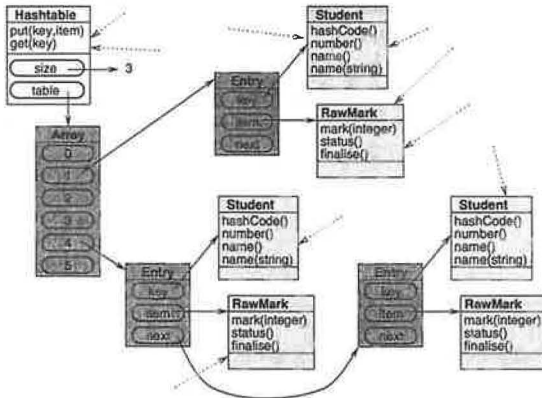 Hashtable
put(key,item)
get(key)
size
3
table
Array
0
1
2
3
4
5
Entry
key
item
next
Student
hashCode()
number()
name()
name(string)
RawMark
mark(integer)
status()
finalise()
Entry
key
item
next
Student
hashCode()
number()
name()
name(string)
RawMark
mark(integer)
status()
finalise()
Entry
key
item
next
Student
hashCode()
number()
name()
name(string)
RawMark
mark(integer)
status()
finalise()